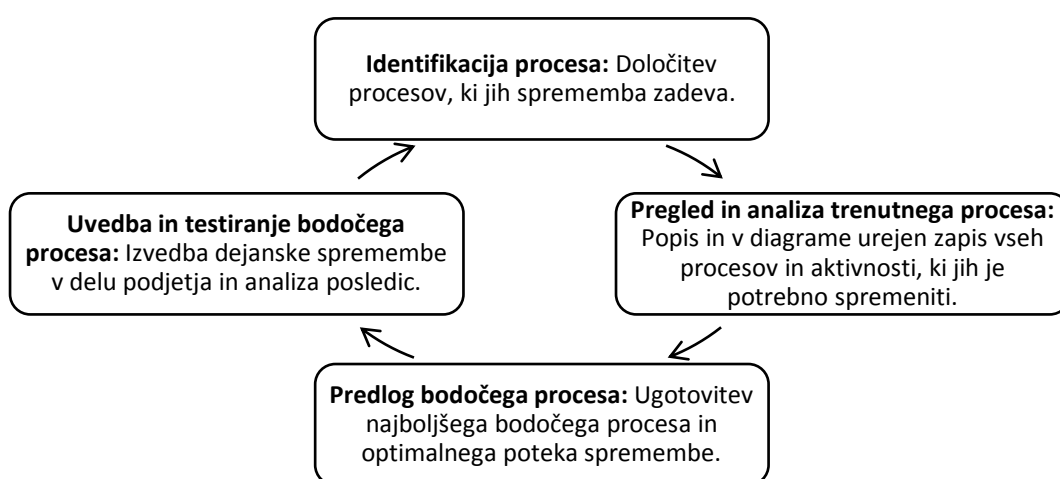 Identifikacija procesa: Določitev
procesov, ki jih sprememba zadeva.
Pregled in analiza trenutnega procesa:
Popis in v diagrame urejen zapis vseh
procesov in aktivnosti, ki jih je
potrebno spremeniti.
Predlog bodočega procesa: Ugotovitev
najboljšega bodočega procesa in
optimalnega poteka spremembe.
Uvedba in testiranje bodočega
procesa: Izvedba dejanske spremembe
v delu podjetja in analiza posledic.